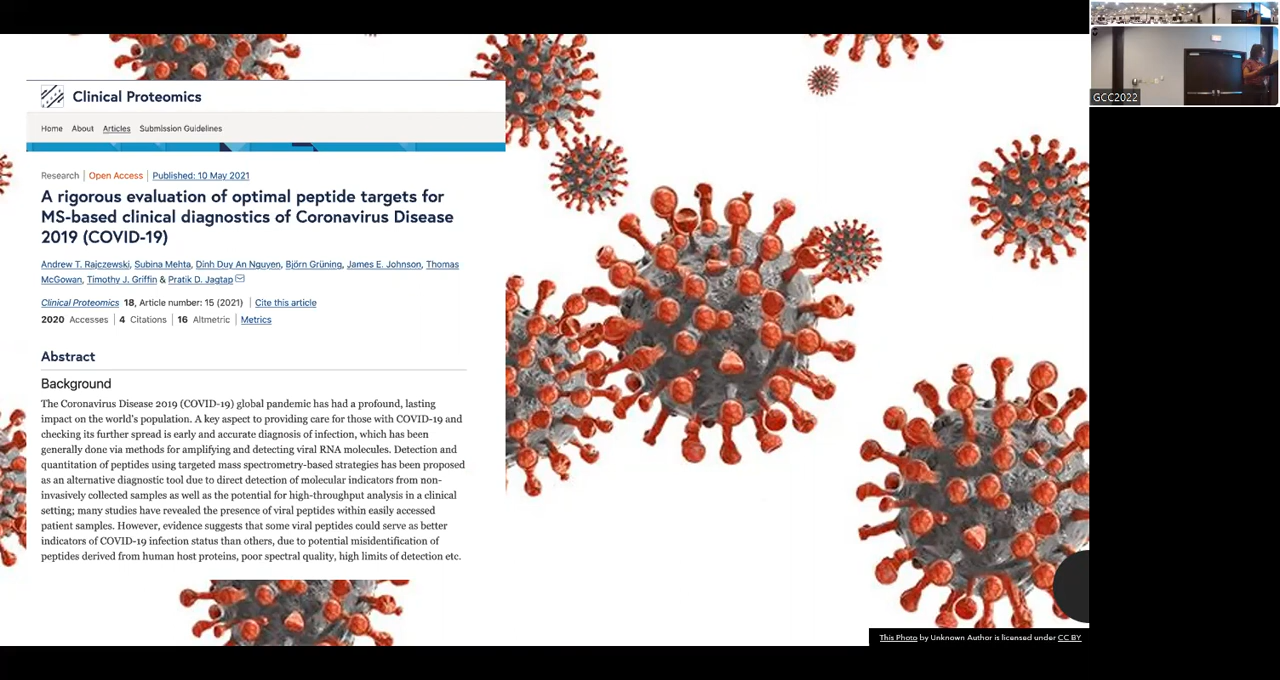 Clinical Proteomics
Home About Articles Submission Guidelines
Research | Open Access | Published: 10 May 2021
A rigorous evaluation of optimal peptide targets for
MS-based clinical diagnostics of Coronavirus Disease
2019 (COVID-19)
Andrew T. Rajczewski, Subina Mehta, Dinh Duy An Nguyen, Björn Grüning, James E. Johnson, Thomas
McGowan, Timothy J. Griffin & Pratik D. Jagtap
Clinical Proteomics 18, Article number: 15 (2021) | Cite this article
2020 Accesses | 4 Citations | 16 Altmetric | Metrics
Abstract
Background
The Coronavirus Disease 2019 (COVID-19) global pandemic has had a profound, lasting
impact on the world's population. A key aspect to providing care for those with COVID-19 and
checking its further spread is early and accurate diagnosis of infection, which has been
generally done via methods for amplifying and detecting viral RNA molecules. Detection and
quantitation of peptides using targeted mass spectrometry-based strategies has been proposed
as an alternative diagnostic tool due to direct detection of molecular indicators from non-
invasively collected samples as well as the potential for high-throughput analysis in a clinical
setting; many studies have revealed the presence of viral peptides within easily accessed
patient samples. However, evidence suggests that some viral peptides could serve as better
indicators of COVID-19 infection status than others, due to potential misidentification of
peptides derived from human host proteins, poor spectral quality, high limits of detection etc.
This Photo by Unknown Author is licensed under CC BY
GCC2022